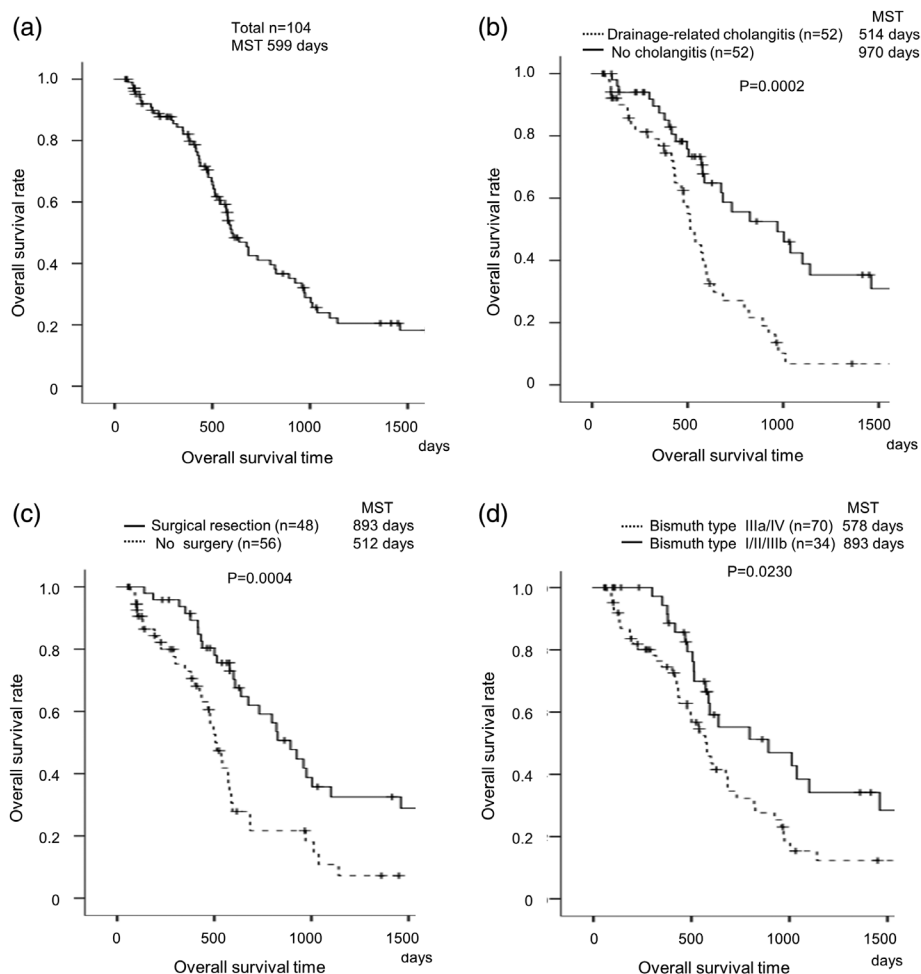 (a)
Total n=104
MST 599 days
1.0
0.8
0.6
0.4
0.2
0
Overall survival rate
0 500 1000 1500
days
Overall survival time
(b)
MST
Drainage-related cholangitis (n=52) 514 days
No cholangitis (n=52) 970 days
P=0.0002
1.0
0.8
0.6
0.4
0.2
0
Overall survival rate
0 500 1000 1500
days
Overall survival time
(c)
MST
Surgical resection (n=48) 893 days
No surgery (n=56) 512 days
P=0.0004
1.0
0.8
0.6
0.4
0.2
0
Overall survival rate
0 500 1000 1500
days
Overall survival time
(d)
MST
Bismuth type IIIa/IV (n=70) 578 days
Bismuth type I/II/IIIb (n=34) 893 days
P=0.0230
1.0
0.8
0.6
0.4
0.2
0
Overall survival rate
0 500 1000 1500
days
Overall survival time